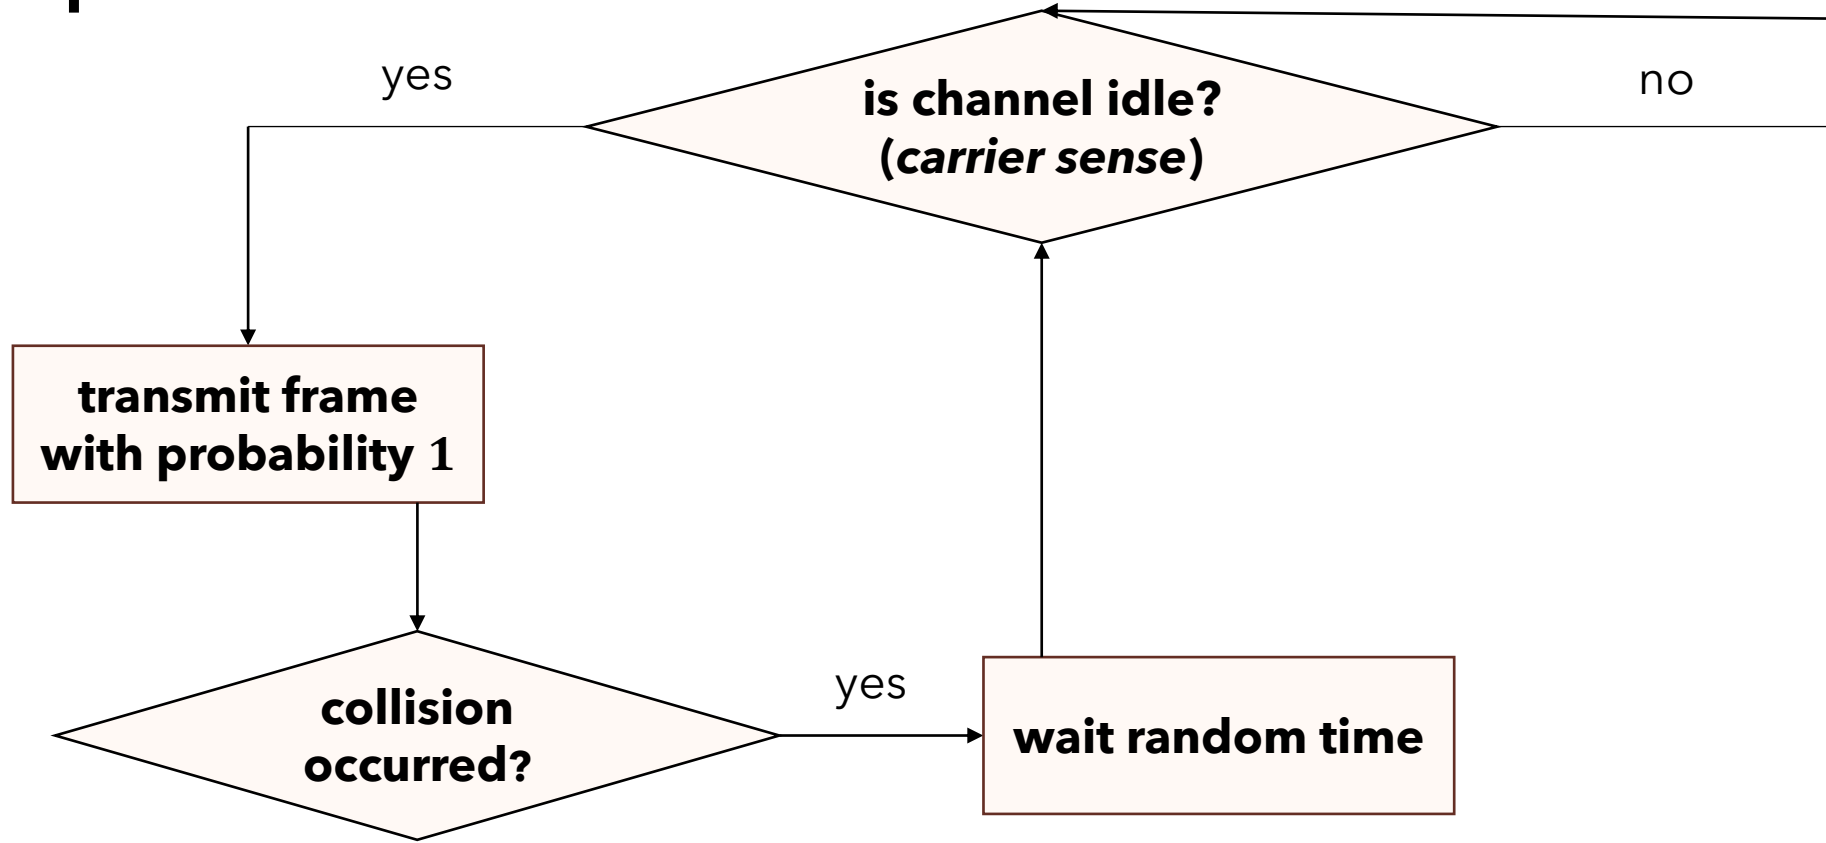 yes
is channel idle?
(carrier sense)
no
transmit frame
with probability 1
collision
occurred?
yes
wait random time